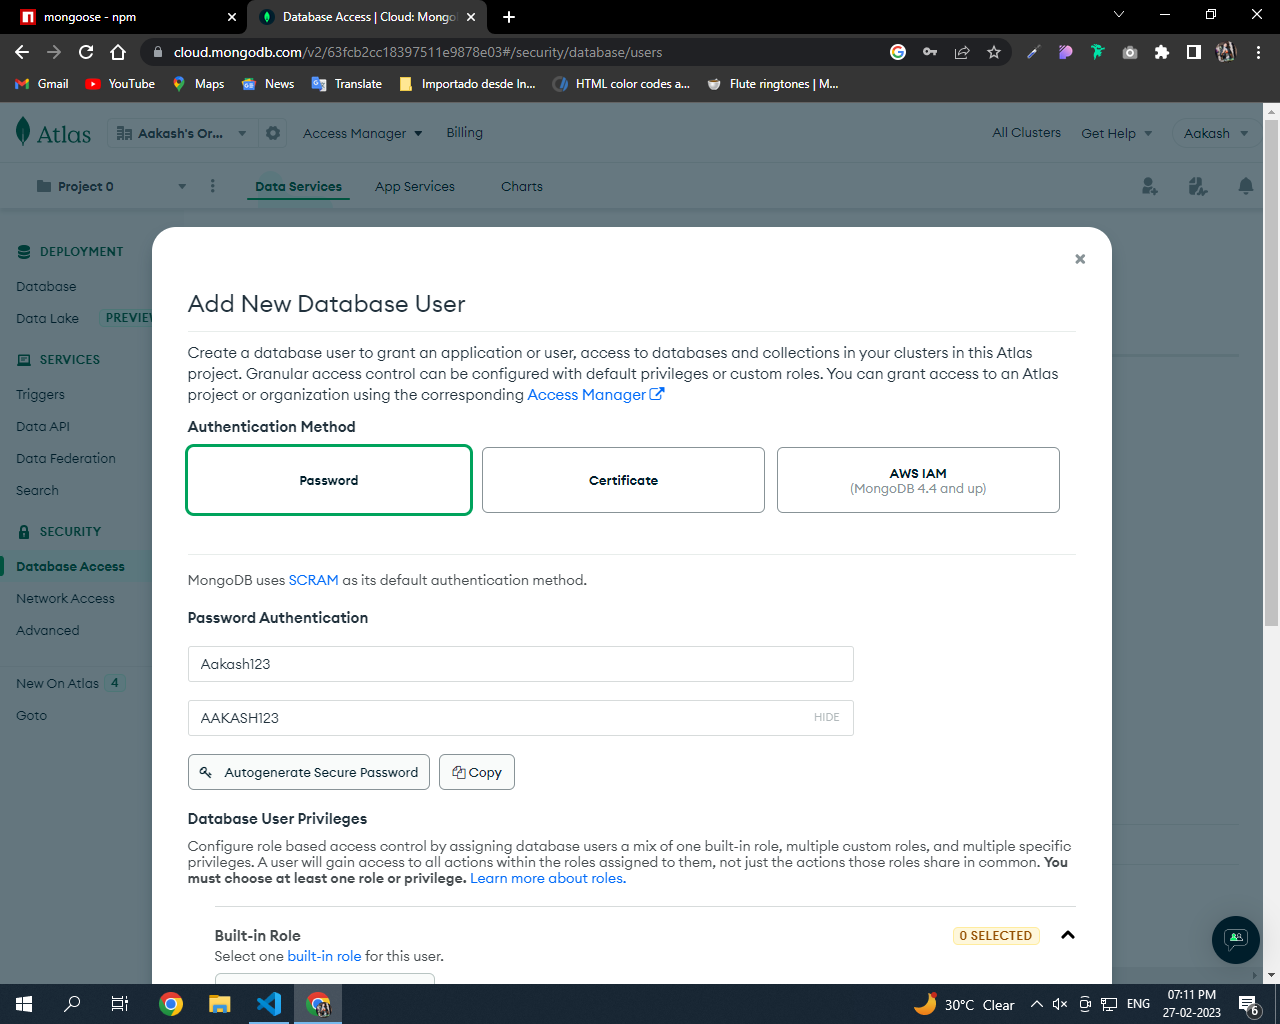 mongoose - npm
Database Access | Cloud: Mongo
cloud.mongodb.com/v2/63fcb2cc18397511e9878e03#/security/database/users
Gmail
YouTube
Maps
News
Translate
Importado desde In...
HTML color codes a...
Flute ringtones | M...
Atlas
Aakash's Or...
Access Manager
Billing
All Clusters
Get Help
Aakash
Project 0
Data Services
App Services
Charts
DEPLOYMENT
Database
Data Lake
SERVICES
Triggers
Data API
Data Federation
Search
SECURITY
Database Access
Network Access
Advanced
New On Atlas 4
Goto
Add New Database User
Create a database user to grant an application or user, access to databases and collections in your clusters in this Atlas
project. Granular access control can be configured with default privileges or custom roles. You can grant access to an Atlas
project or organization using the corresponding Access Manager
Authentication Method
Password
Certificate
AWS IAM
(MongoDB 4.4 and up)
MongoDB uses SCRAM as its default authentication method.
Password Authentication
Aakash123
AAKASH123
HIDE
Autogenerate Secure Password
Copy
Database User Privileges
Configure role based access control by assigning database users a mix of one built-in role, multiple custom roles, and multiple specific
privileges. A user will gain access to all actions within the roles assigned to them, not just the actions those roles share in common. You
must choose at least one role or privilege. Learn more about roles.
Built-in Role
0 SELECTED
Select one built-in role for this user.
30°C Clear
ENG
07:11 PM
27-02-2023
6